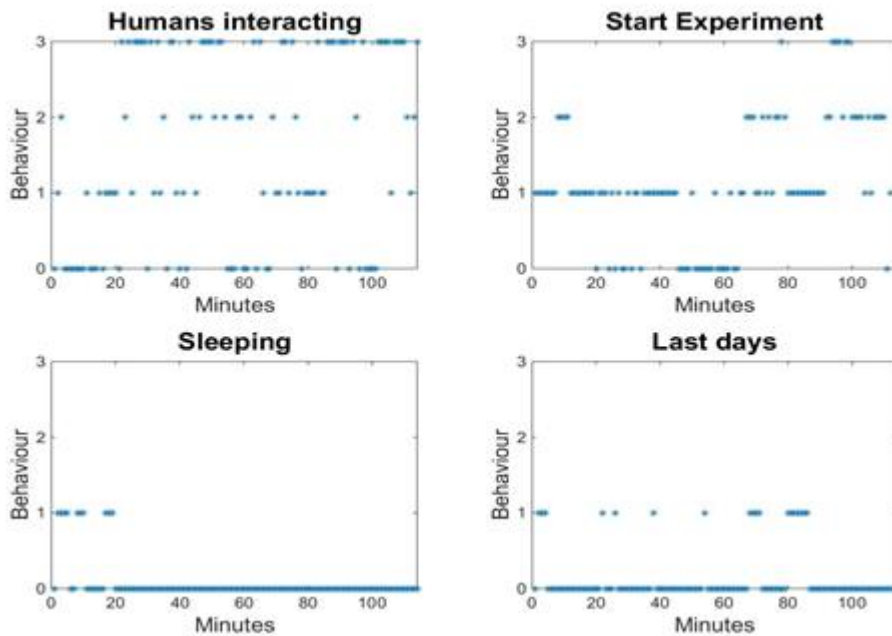 Humans interacting
3
2
1
0
Behaviour
0 20 40 60 80 100
Minutes
Start Experiment
3
2
1
0
Behaviour
0 20 40 60 80 100
Minutes
Sleeping
3
2
1
0
Behaviour
0 20 40 60 80 100
Minutes
Last days
3
2
1
0
Behaviour
0 20 40 60 80 100
Minutes